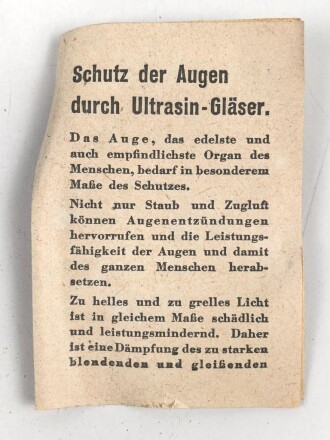 Schutz der Augen
durch Ultrasin-Gläser.
Das Auge, das edelste und
auch empfindlichste Organ des
Menschen, bedarf in besonderem
Maße des Schutzes.
Nicht nur Staub und Zugluft
können Augenentzündungen
hervorrufen und die Leistungs-
fähigkeit der Augen und damit
des ganzen Menschen herab-
setzen.
Zu helles und zu grelles Licht
ist in gleichem Maße schädlich
und leistungsmindernd. Daher
ist eine Dämpfung des zu starken
blendenden und gleißenden